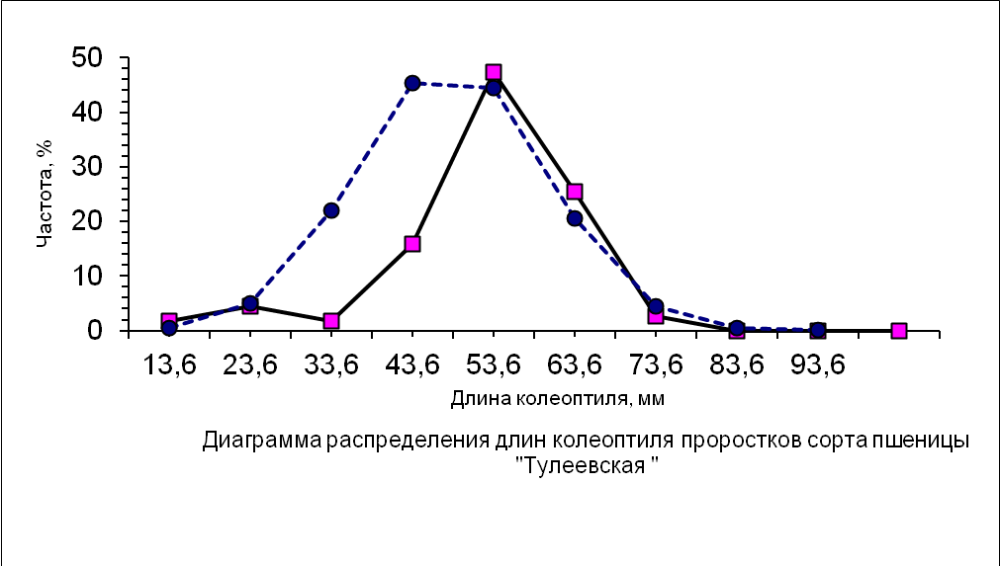 Частота, %
50
40
30
20
10
0
13,6 23,6 33,6 43,6 53,6 63,6 73,6 83,6 93,6
Длина колеоптиля, мм
Диаграмма распределения длин колеоптиля проростков сорта пшеницы
"Тулеевская "